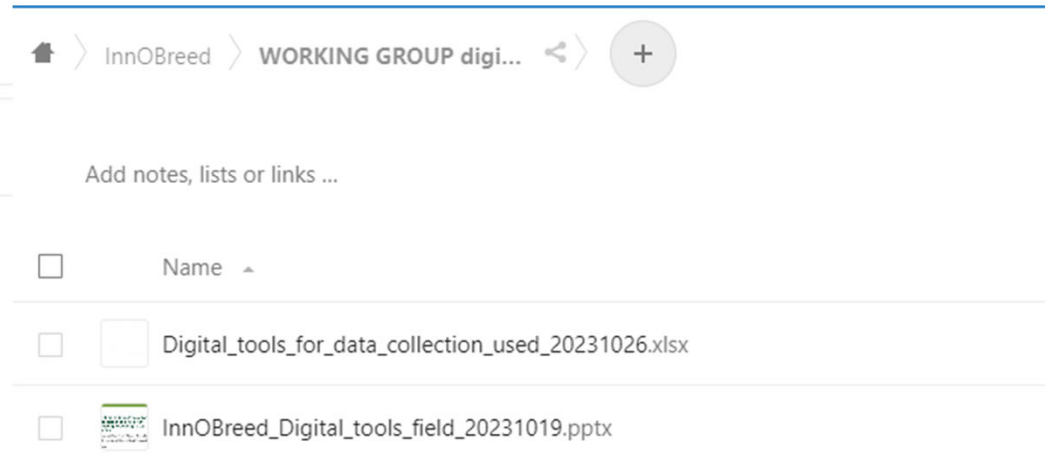 InnOBreed WORKING GROUP digi... +
Add notes, lists or links ...
Name
Digital_tools_for_data_collection_used_20231026.xlsx
InnOBreed_Digital_tools_field_20231019.pptx